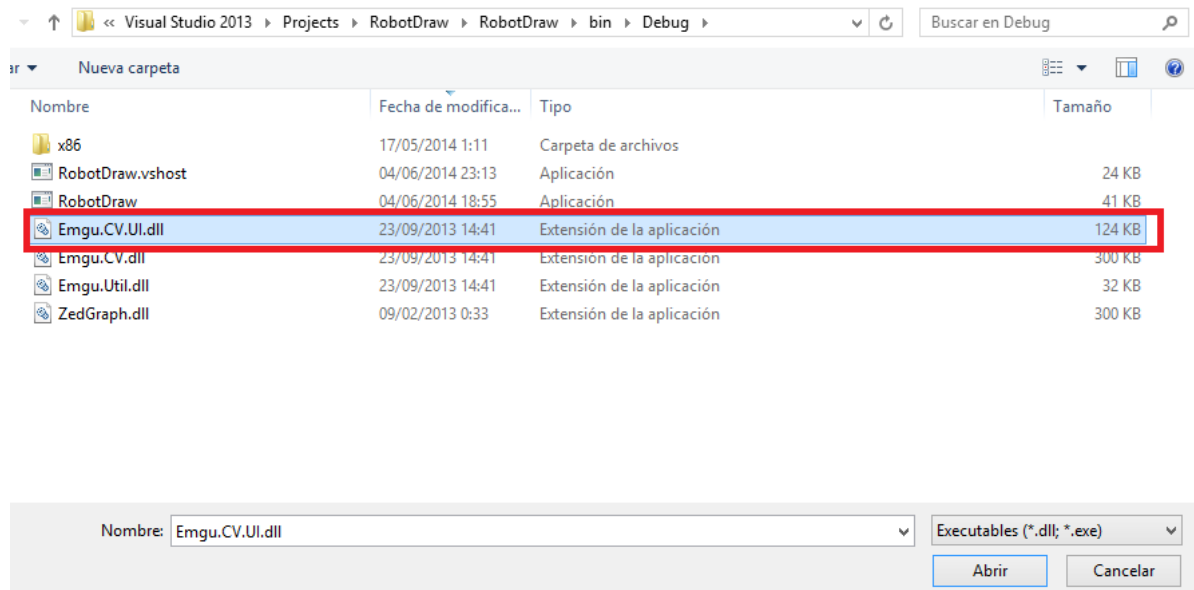 « Visual Studio 2013 Projects RobotDraw RobotDraw bin Debug Buscar en Debug
ar Nueva carpeta
Nombre Fecha de modifica... Tipo Tamaño
x86 17/05/2014 1:11 Carpeta de archivos
RobotDraw.vshost 04/06/2014 23:13 Aplicación 24 KB
RobotDraw 04/06/2014 18:55 Aplicación 41 KB
Emgu.CV.UI.dll 23/09/2013 14:41 Extensión de la aplicación 124 KB
Emgu.CV.dll 23/09/2013 14:41 Extensión de la aplicación 300 KB
Emgu.Util.dll 23/09/2013 14:41 Extensión de la aplicación 32 KB
ZedGraph.dll 09/02/2013 0:33 Extensión de la aplicación 300 KB
Nombre: Emgu.CV.UI.dll Executables (*.dll; *.exe)
Abrir Cancelar